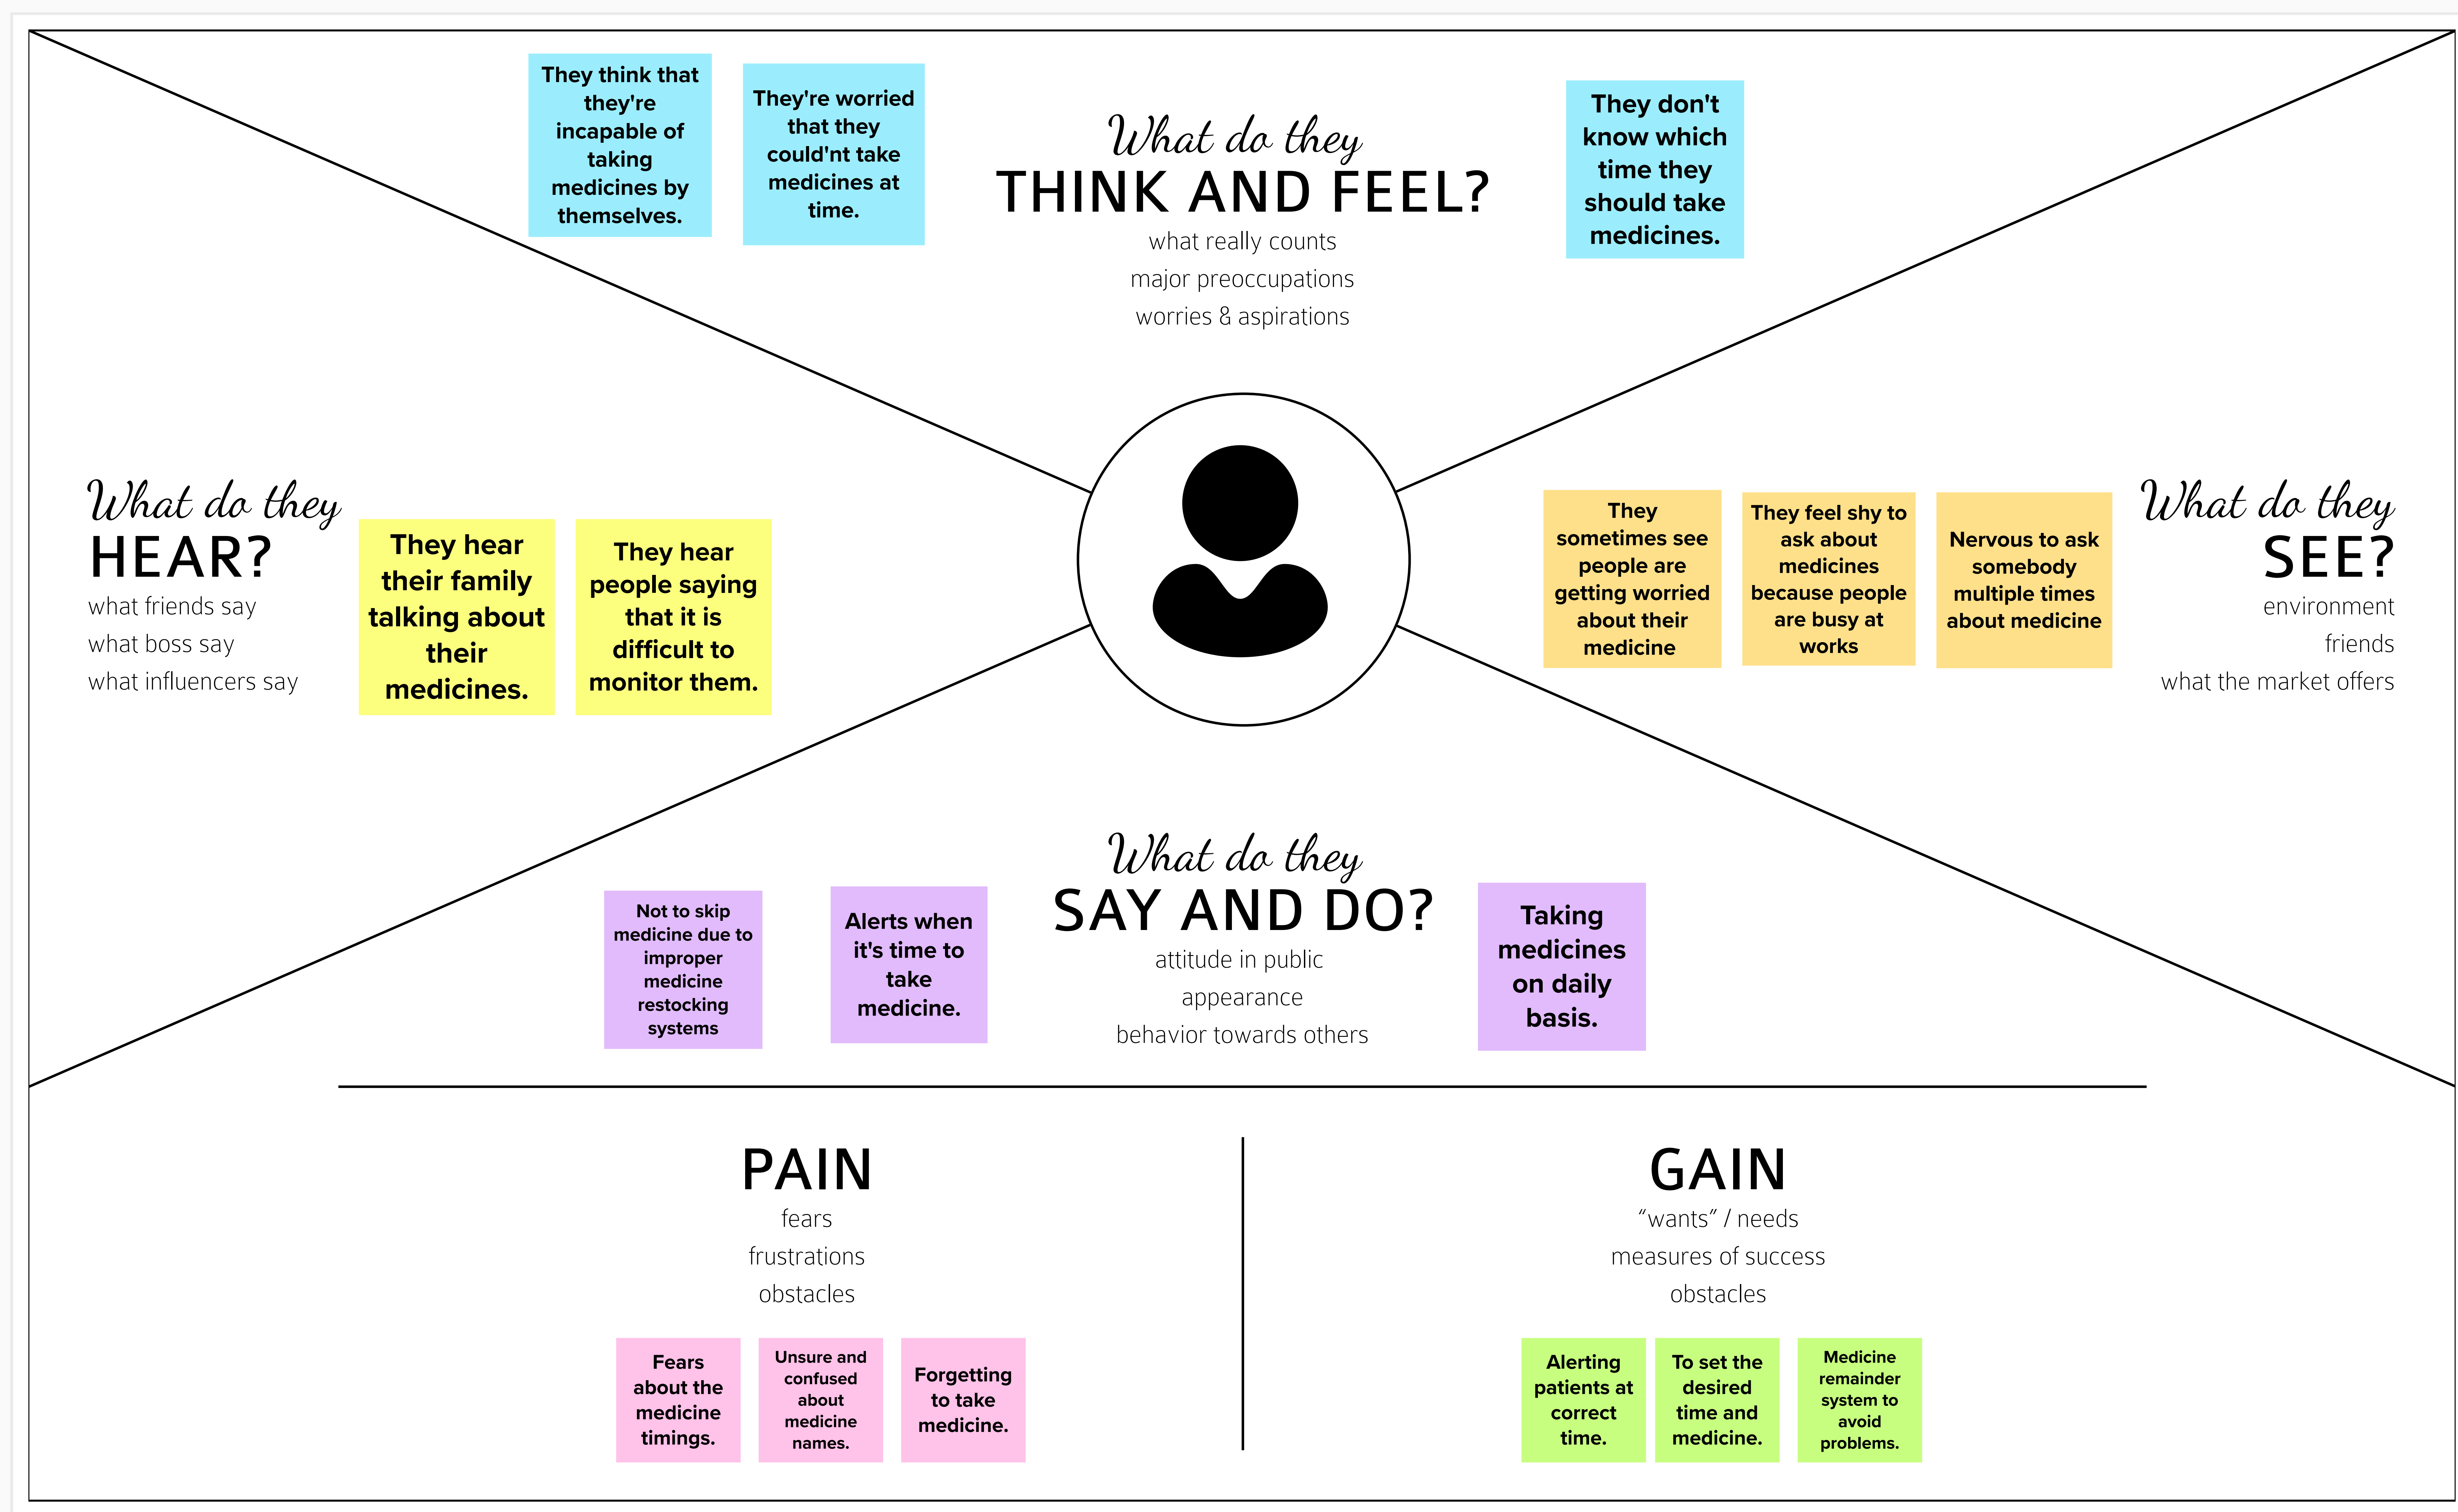 They think that
they're
incapable of
taking
medicines by
themselves.
They're worried
that they
could'nt take
medicines at
time.
What do they
THINK AND FEEL?
what really counts
major preoccupations
worries & aspirations
They don't
know which
time they
should take
medicines.
What do they
HEAR?
what friends say
what boss say
what influencers say
They hear
their family
talking about
their
medicines.
They hear
people saying
that it is
difficult to
monitor them.
They
sometimes see
people are
getting worried
about their
medicine
They feel shy to
ask about
medicines
because people
are busy at
works
Nervous to ask
somebody
multiple times
about medicine
What do they
SEE?
environment
friends
what the market offers
Not to skip
medicine due to
improper
medicine
restocking
systems
Alerts when
it's time to
take
medicine.
What do they
SAY AND DO?
attitude in public
appearance
behavior towards others
Taking
medicines
on daily
basis.
PAIN
fears
frustrations
obstacles
Fears
about the
medicine
timings.
Unsure and
confused
about
medicine
names.
Forgetting
to take
medicine.
GAIN
“wants” / needs
measures of success
obstacles
Alerting
patients at
correct
time.
To set the
desired
time and
medicine.
Medicine
remainder
system to
avoid
problems.